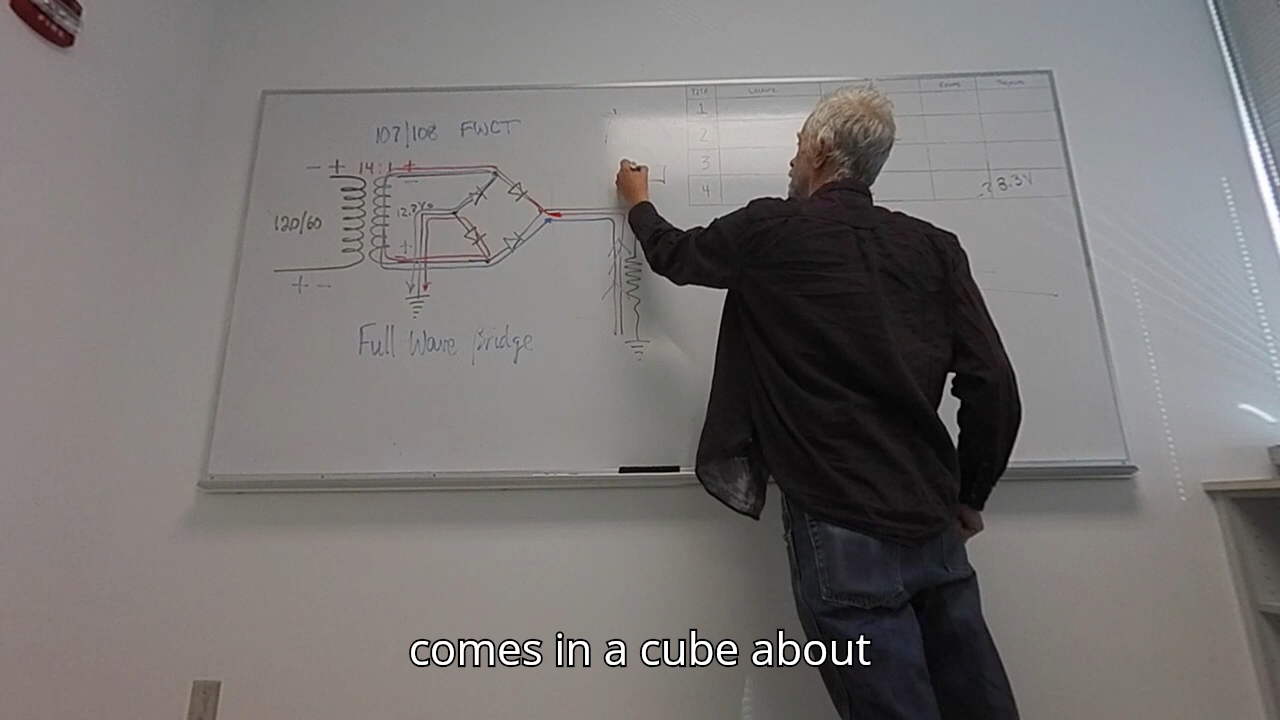 107/108 FWCT
- + 14:1 +
-
120/60
12.7V
+
+ -
Full Wave Bridge
1
2
3
4
3.3V
comes in a cube about